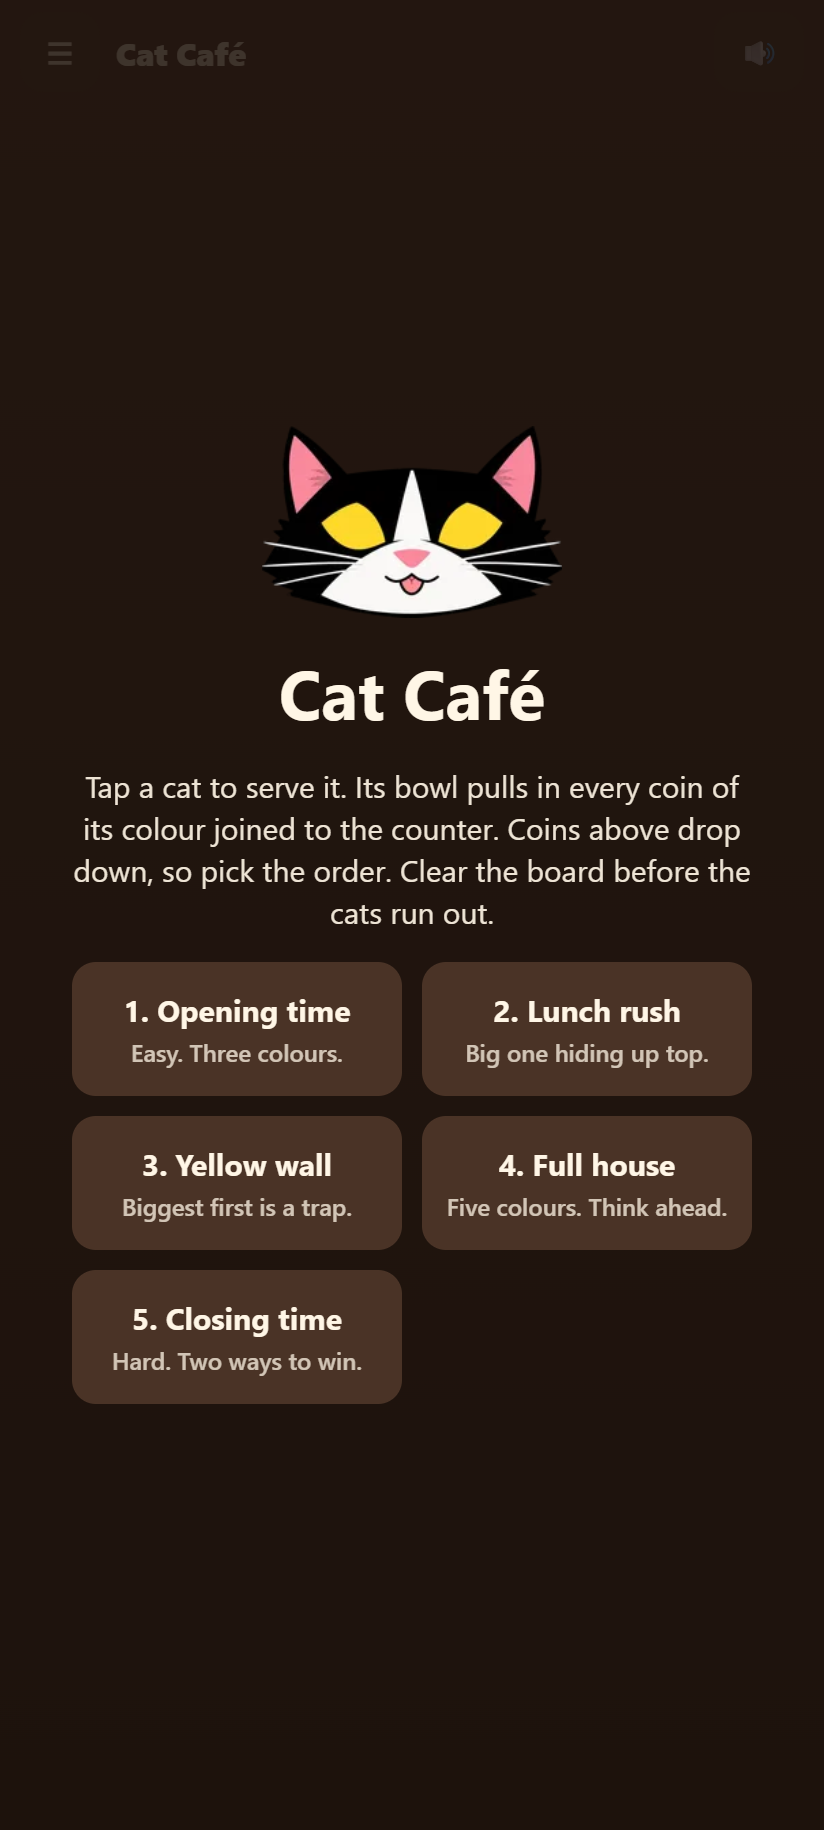 Cat Café
Cat Café
Tap a cat to serve it. Its bowl pulls in every coin of
its colour joined to the counter. Coins above drop
down, so pick the order. Clear the board before the
cats run out.
1. Opening time
Easy. Three colours.
2. Lunch rush
Big one hiding up top.
3. Yellow wall
Biggest first is a trap.
4. Full house
Five colours. Think ahead.
5. Closing time
Hard. Two ways to win.